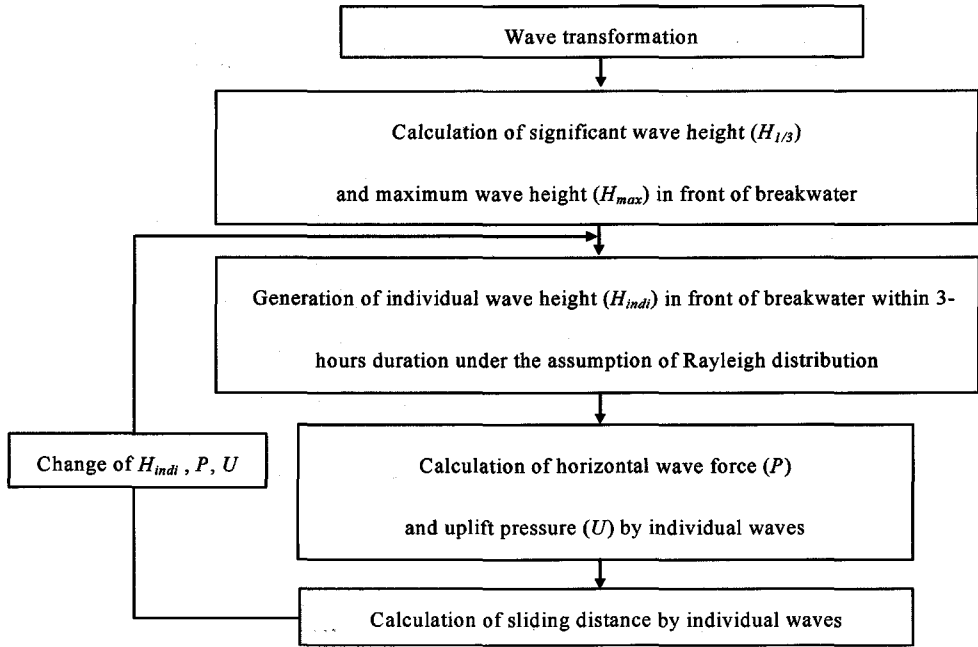 Wave transformation
Calculation of significant wave height (H1/3)
and maximum wave height (Hmax) in front of breakwater
Generation of individual wave height (Hindi) in front of breakwater within 3-
hours duration under the assumption of Rayleigh distribution
Change of Hindi , P, U
Calculation of horizontal wave force (P)
and uplift pressure (U) by individual waves
Calculation of sliding distance by individual waves